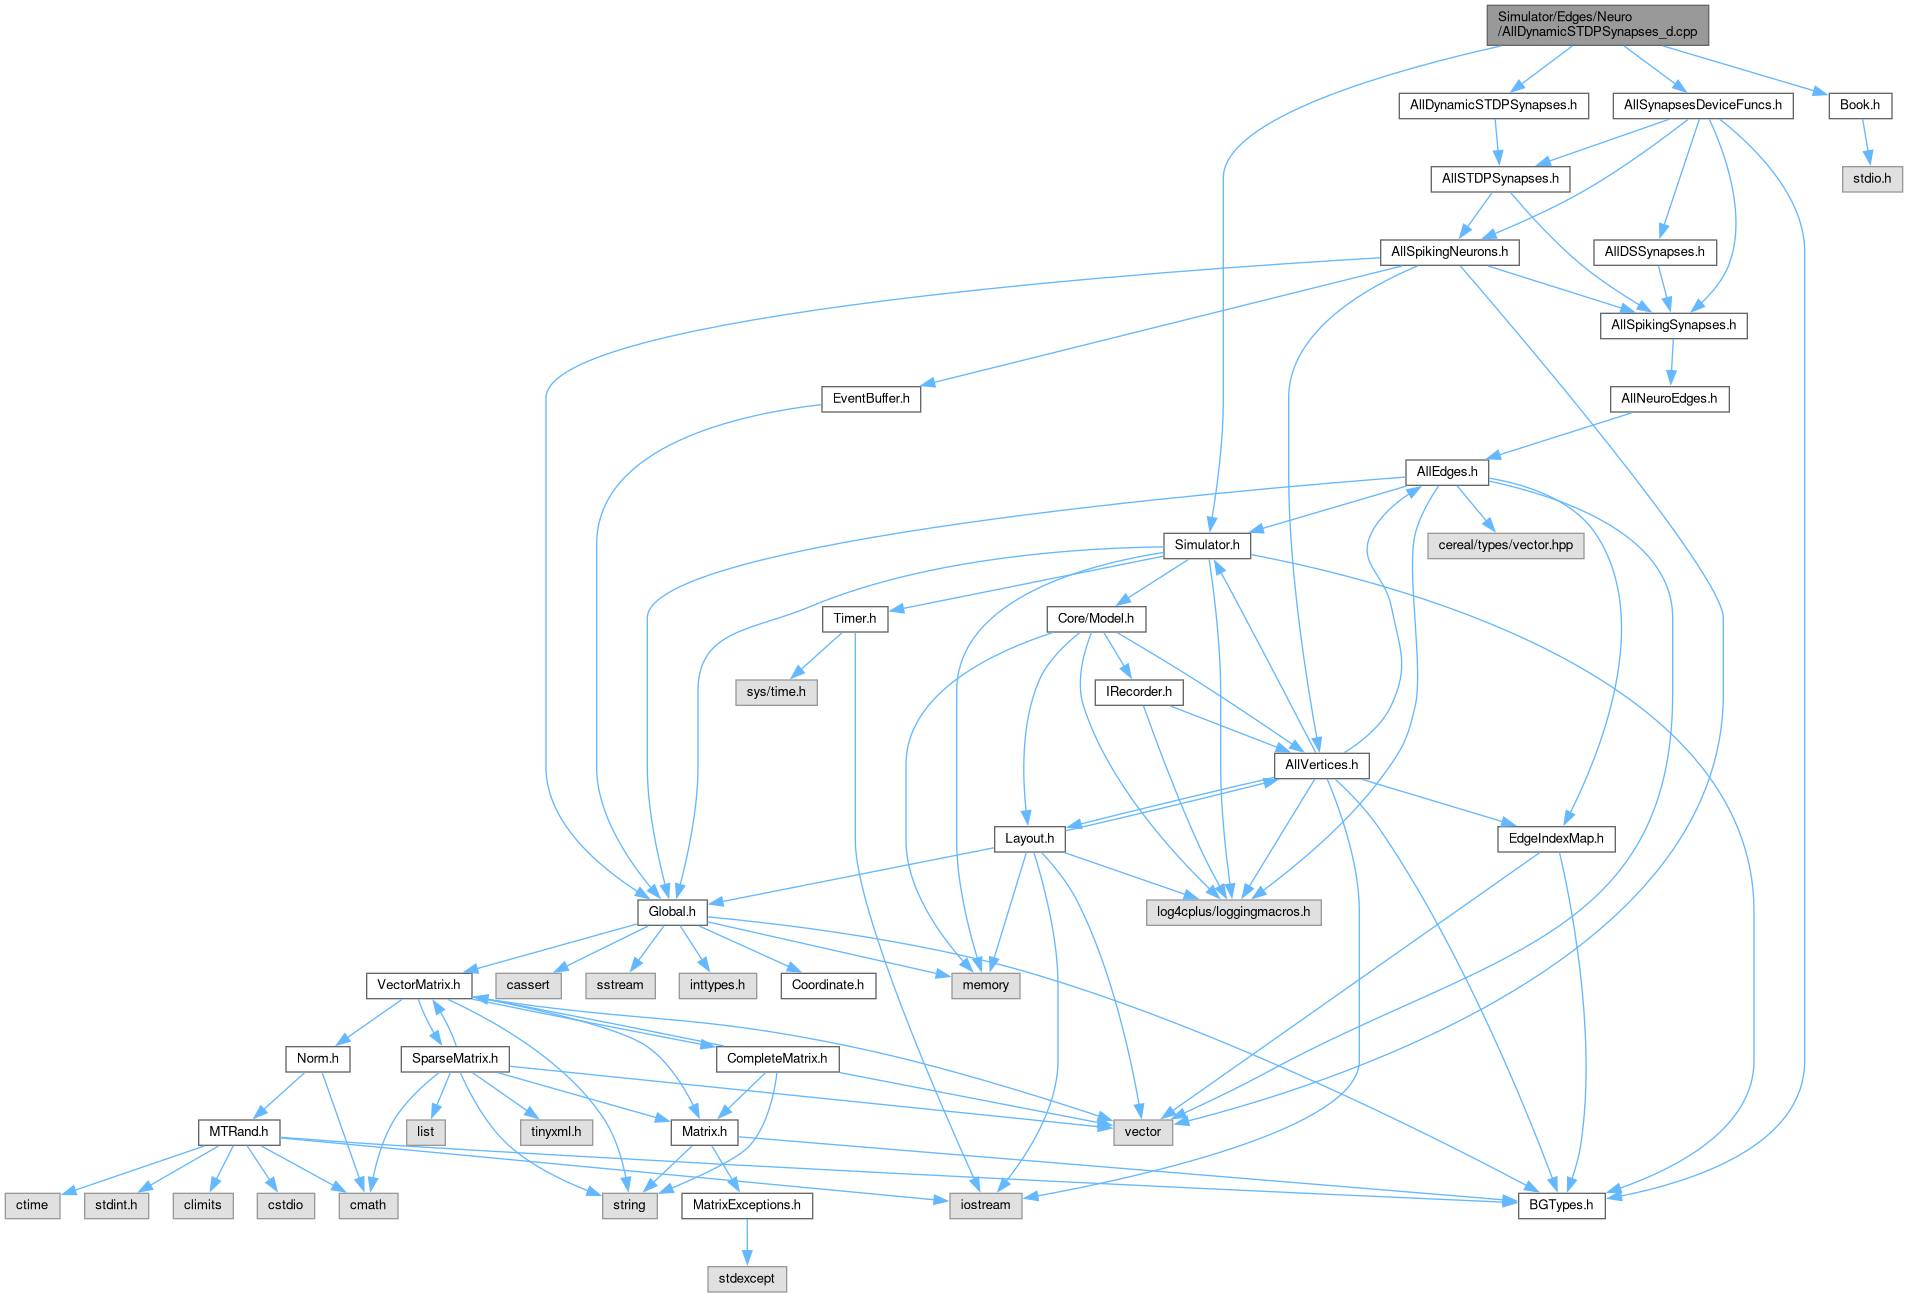 Simulator/Edges/Neuro
/AllDynamicSTDPSynapses_d.cpp
AllDynamicSTDPSynapses.h
AllSynapsesDeviceFuncs.h
Book.h
AllSTDPSynapses.h
stdio.h
AllSpikingNeurons.h
AllDSSynapses.h
AllSpikingSynapses.h
EventBuffer.h
AllNeuroEdges.h
AllEdges.h
Simulator.h
cereal/types/vector.hpp
Timer.h
Core/Model.h
sys/time.h
IRecorder.h
AllVertices.h
Layout.h
EdgeIndexMap.h
Global.h
log4cplus/loggingmacros.h
VectorMatrix.h
cassert
sstream
inttypes.h
Coordinate.h
memory
Norm.h
SparseMatrix.h
CompleteMatrix.h
MTRand.h
list
tinyxml.h
Matrix.h
vector
ctime
stdint.h
climits
cstdio
cmath
string
MatrixExceptions.h
iostream
BGTypes.h
stdexcept